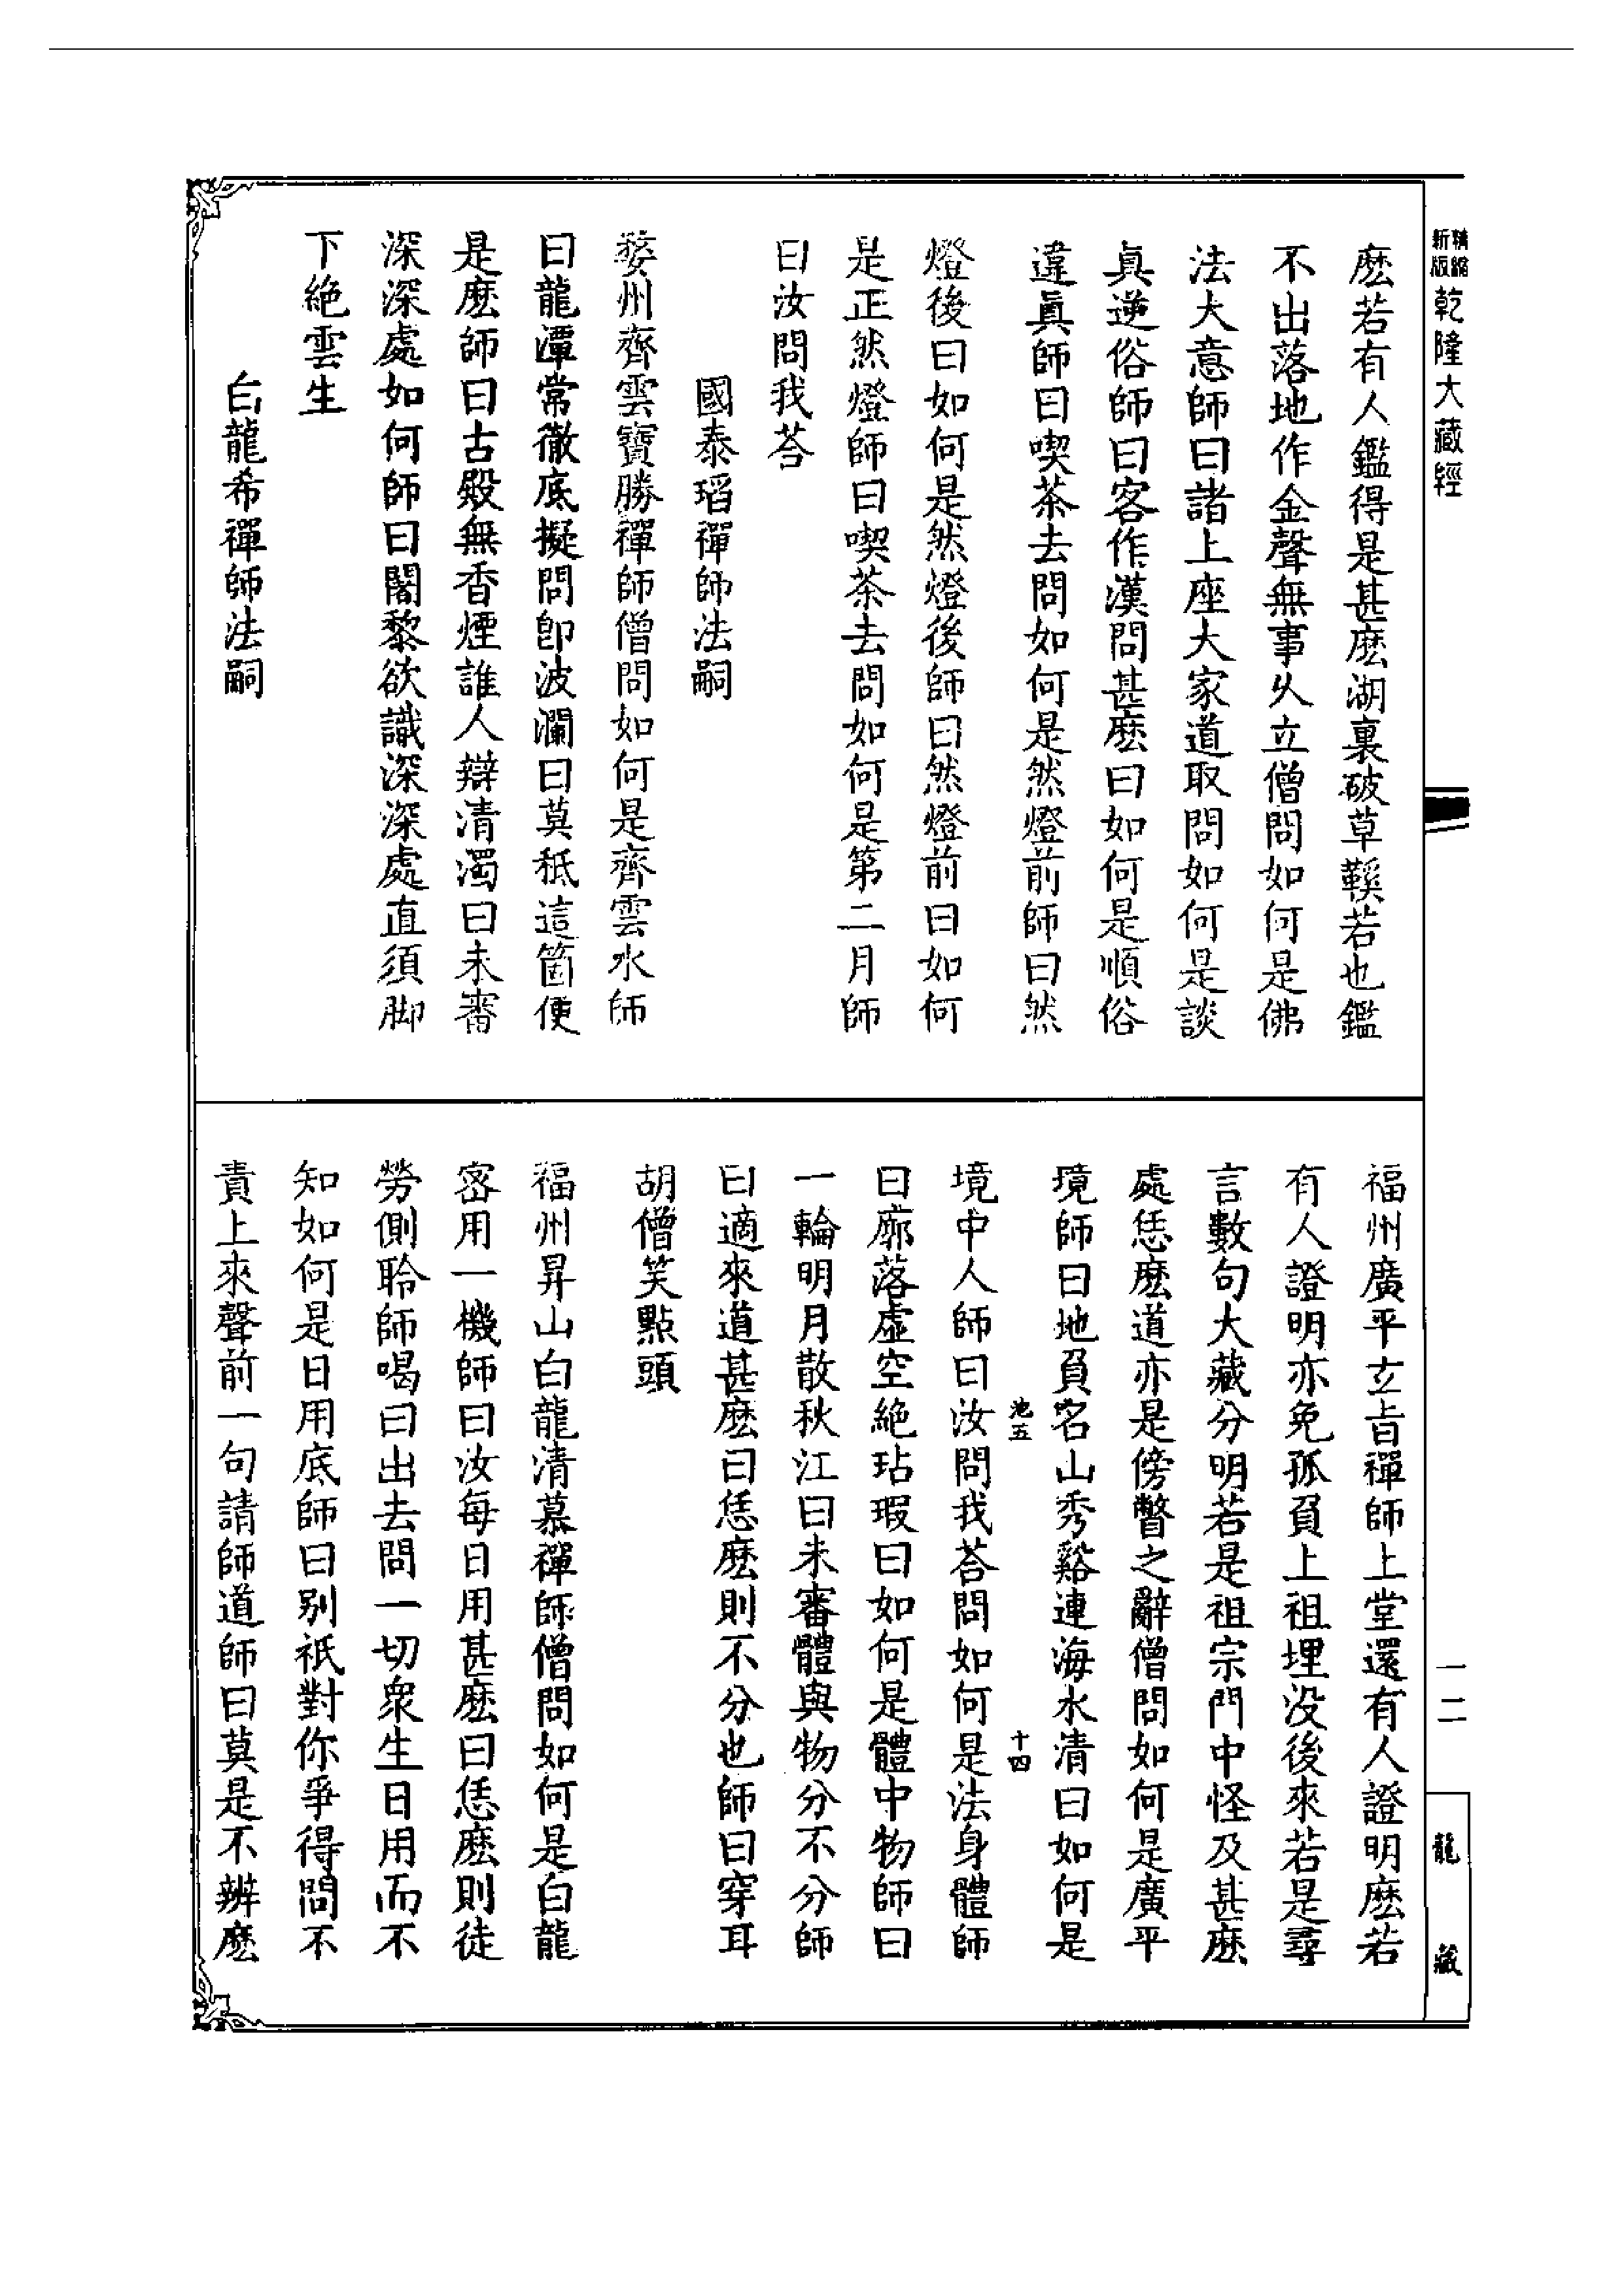 精縮新版乾隆大藏經
麽若有人鑑得是甚麽湖裏破草鞵若也鑑
不出落地作金聲無事久立僧問如何是佛
法大意師曰諸上座大家道取問如何是談
真逆俗師曰客作漢問甚麽曰如何是順俗
違真師曰喫茶去問如何是然燈前師曰然
燈後曰如何是然燈後師曰然燈前曰如何
是正然燈師曰喫茶去問如何是第二月師
曰汝問我荅
國泰瑫禪師法嗣
婺州齊雲寶勝禪師僧問如何是齊雲水師
曰龍潭常徹底擬問卽波瀾曰莫秪這箇便
是麽師曰古殿無香煙誰人辯清濁曰未審
深深處如何師曰闍黎欲識深深處直須脚
下絶雲生
白龍希禪師法嗣
福州廣平玄旨禪師上堂還有人證明麽若
有人證明亦免孤負上祖埋没後來若是尋
言數句大藏分明若是祖宗門中怪及甚麽
處恁麽道亦是傍瞥之辭僧問如何是廣平
境師曰地負名山秀谿連海水清曰如何是
池五 十四
境中人師曰汝問我荅問如何是法身體師
曰廓落虛空絶玷瑕曰如何是體中物師曰
一輪明月散秋江曰未審體與物分不分師
曰適來道甚麽曰恁麽則不分也師曰穿耳
胡僧笑點頭
福州昇山白龍清慕禪師僧問如何是白龍
密用一機師曰汝每日用甚麽曰恁麽則徒
勞側聆師喝曰出去問一切衆生日用而不
知如何是日用底師曰别祇對你爭得問不
責上來聲前一句請師道師曰莫是不辨麽
一二
龍藏